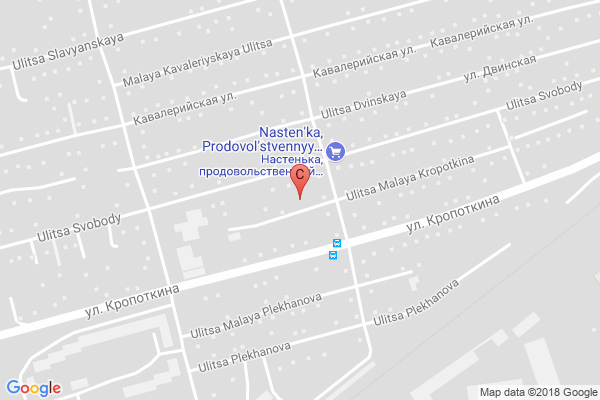 Ulitsa Slavyanskaya
Malaya Kavaleriyskaya Ulitsa
Кавалерийская ул.
Кавалерийская ул.
Кавалерийская ул.
ул. Двинская
Ulitsa Dvinskaya
Ulitsa Svobody
Nasten'ka,
Prodovol'stvennyy...
Настенька,
продовольственный...
C
Ulitsa Malaya Kropotkina
ул. Кропоткина
Ulitsa Svobody
ул. Кропоткина
Ulitsa Malaya Plekhanova
Ulitsa Plekhanova
Ulitsa Plekhanova
Google
Map data ©2018 Google